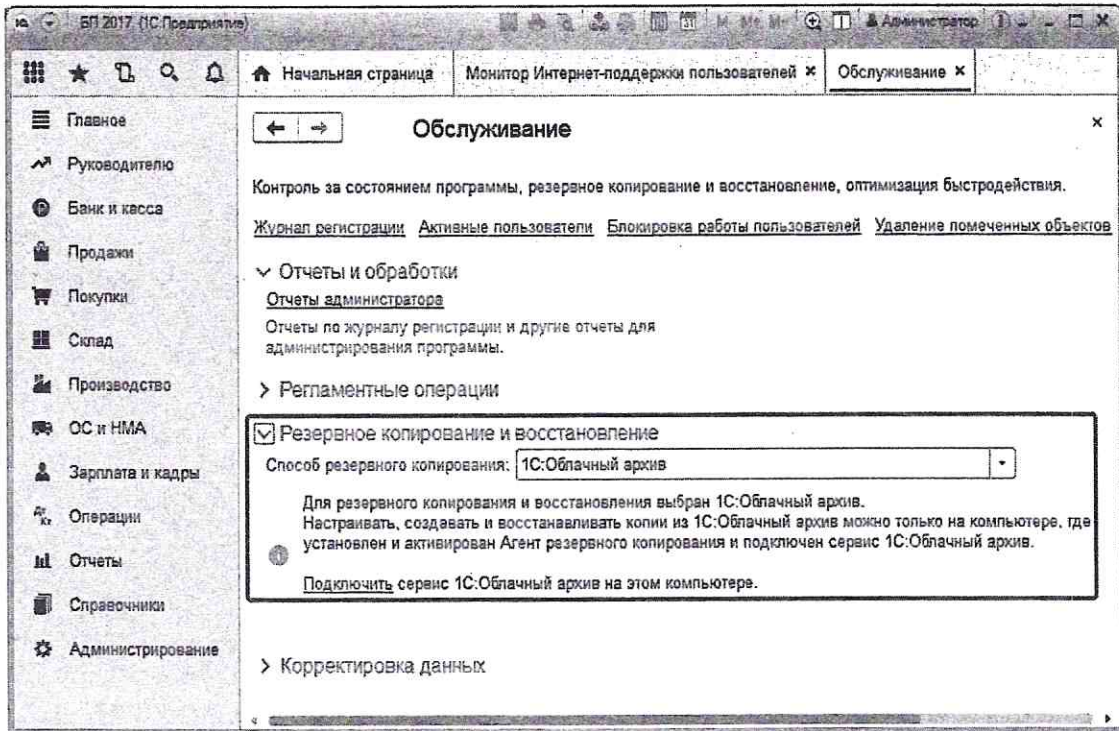 БП 2017 (1С:Предприятие)
M M+ M- Администратор
Начальная страница Монитор Интернет-поддержки пользователей × Обслуживание ×
Главное
Руководителю
Банк и касса
Продажи
Покупки
Склад
Производство
ОС и НМА
Зарплата и кадры
Операции
Отчеты
Справочники
Администрирование
Обслуживание
Контроль за состоянием программы, резервное копирование и восстановление, оптимизация быстродействия.
Журнал регистрации Активные пользователи Блокировка работы пользователей Удаление помеченных объектов
Отчеты и обработки
Отчеты администратора
Отчеты по журналу регистрации и другие отчеты для
администрирования программы.
Регламентные операции
Резервное копирование и восстановление
Способ резервного копирования: 1С:Облачный архив
Для резервного копирования и восстановления выбран 1С:Облачный архив.
Настраивать, создавать и восстанавливать копии из 1С:Облачный архив можно только на компьютере, где
установлен и активирован Агент резервного копирования и подключен сервис 1С:Облачный архив.
Подключить сервис 1С:Облачный архив на этом компьютере.
Корректировка данных